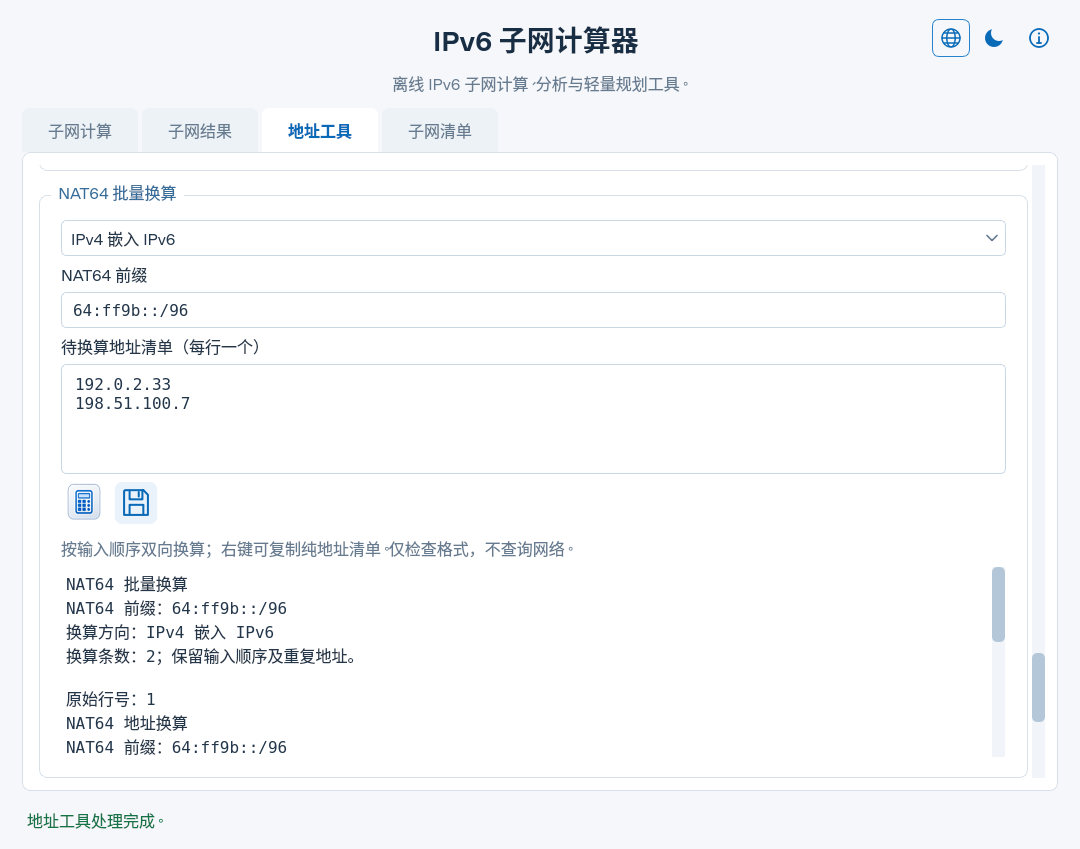 IPv6 子网计算器
离线 IPv6 子网计算、分析与轻量规划工具。
子网计算 子网结果 地址工具 子网清单
NAT64 批量换算
IPv4 嵌入 IPv6
NAT64 前缀
64:ff9b::/96
待换算地址清单（每行一个）
192.0.2.33
198.51.100.7
按输入顺序双向换算；右键可复制纯地址清单。仅检查格式，不查询网络。
NAT64 批量换算
NAT64 前缀：64:ff9b::/96
换算方向：IPv4 嵌入 IPv6
换算条数：2；保留输入顺序及重复地址。
原始行号：1
NAT64 地址换算
NAT64 前缀：64:ff9b::/96
地址工具处理完成。